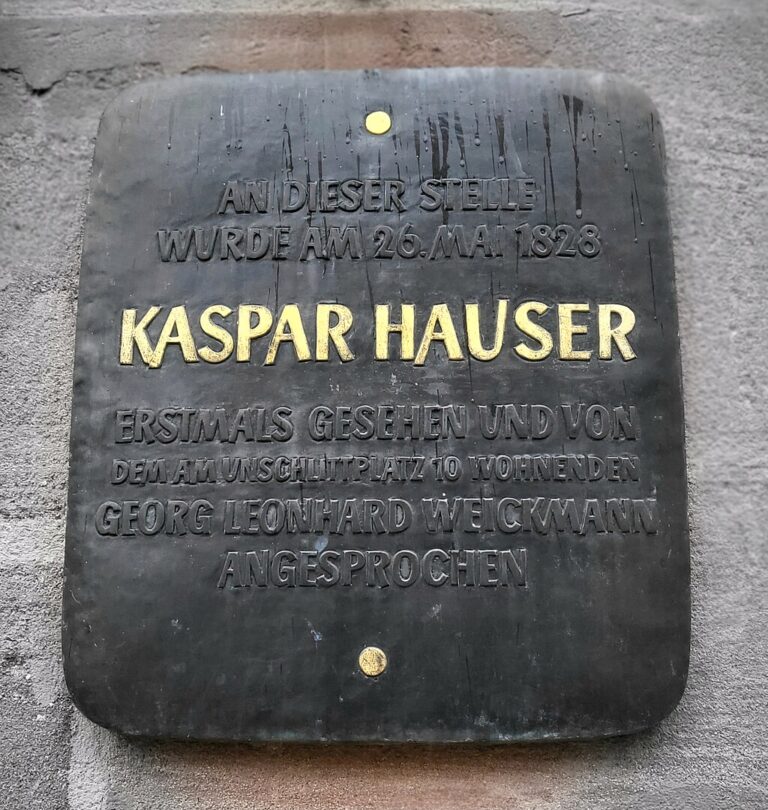 AN DIESER STELLE
WURDE AM 26. MAI 1828
KASPAR HAUSER
ERSTMALS GESEHEN UND VON
DEM AM UNSCHLITTPLATZ 10 WOHNENDEN
GEORG LEONHARD WEICKMANN
ANGESPROCHEN